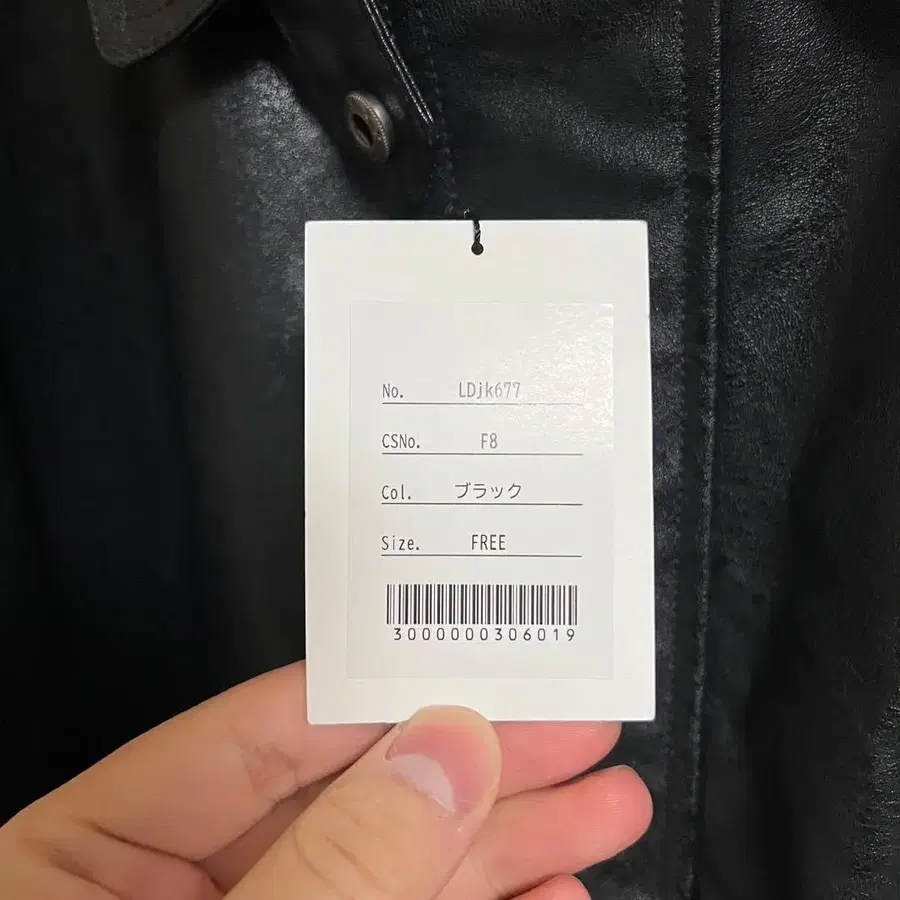 No. LDjk677
CSNo. F8
Col. ブラック
Size. FREE
3000000306019